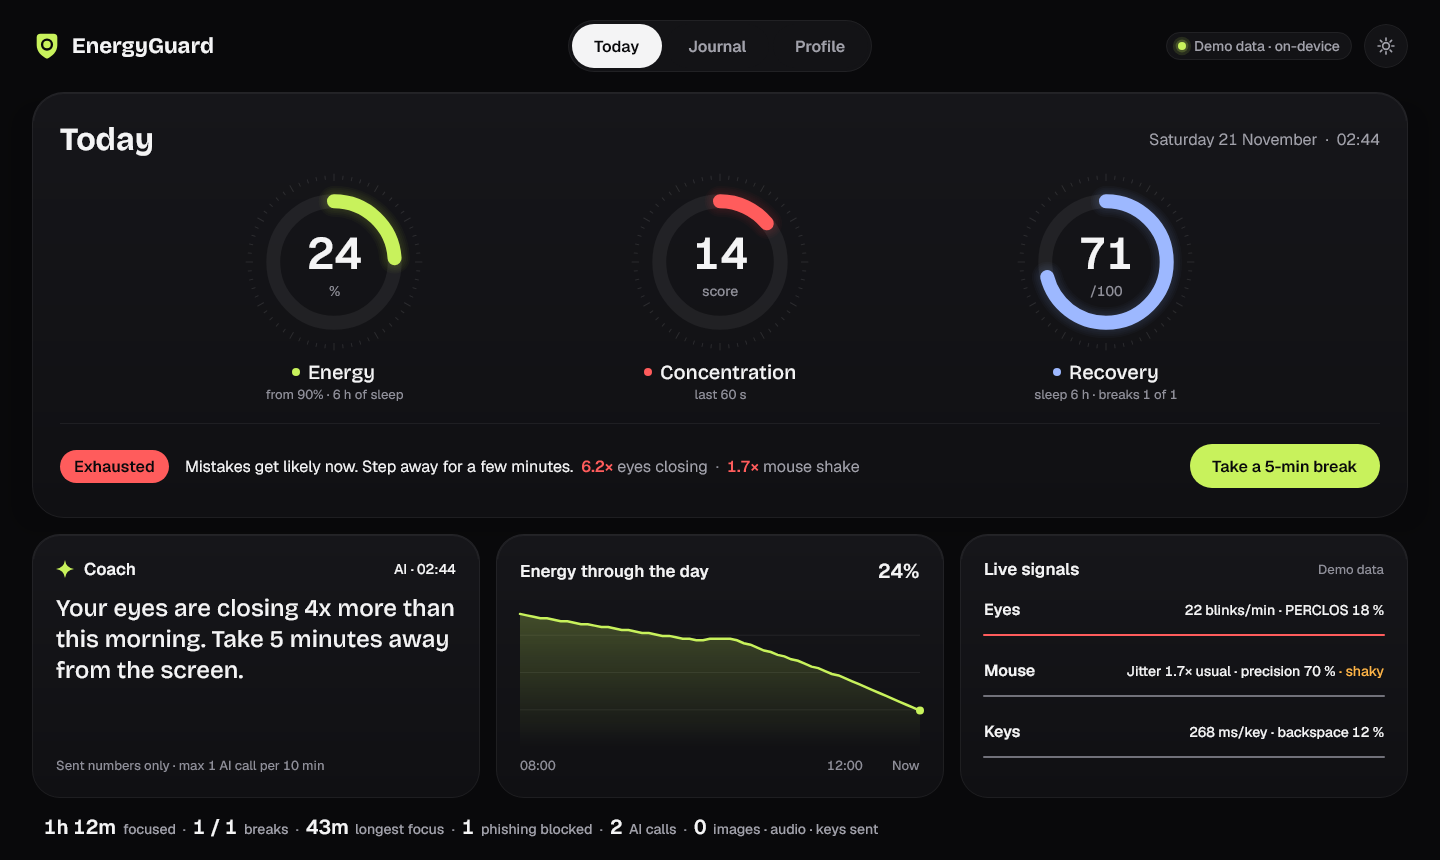 EnergyGuard
Today Journal Profile
Demo data · on-device
Today
Saturday 21 November · 02:44
24
%
14
score
71
/100
Energy
from 90% · 6 h of sleep
Concentration
last 60 s
Recovery
sleep 6 h · breaks 1 of 1
Exhausted
Mistakes get likely now. Step away for a few minutes. 6.2× eyes closing · 1.7× mouse shake
Take a 5-min break
Coach
AI · 02:44
Your eyes are closing 4x more than
this morning. Take 5 minutes away
from the screen.
Sent numbers only · max 1 AI call per 10 min
Energy through the day
24%
08:00 12:00 Now
Live signals
Demo data
Eyes
22 blinks/min · PERCLOS 18 %
Mouse
Jitter 1.7× usual · precision 70 % · shaky
Keys
268 ms/key · backspace 12 %
1h 12m focused · 1 / 1 breaks · 43m longest focus · 1 phishing blocked · 2 AI calls · 0 images · audio · keys sent